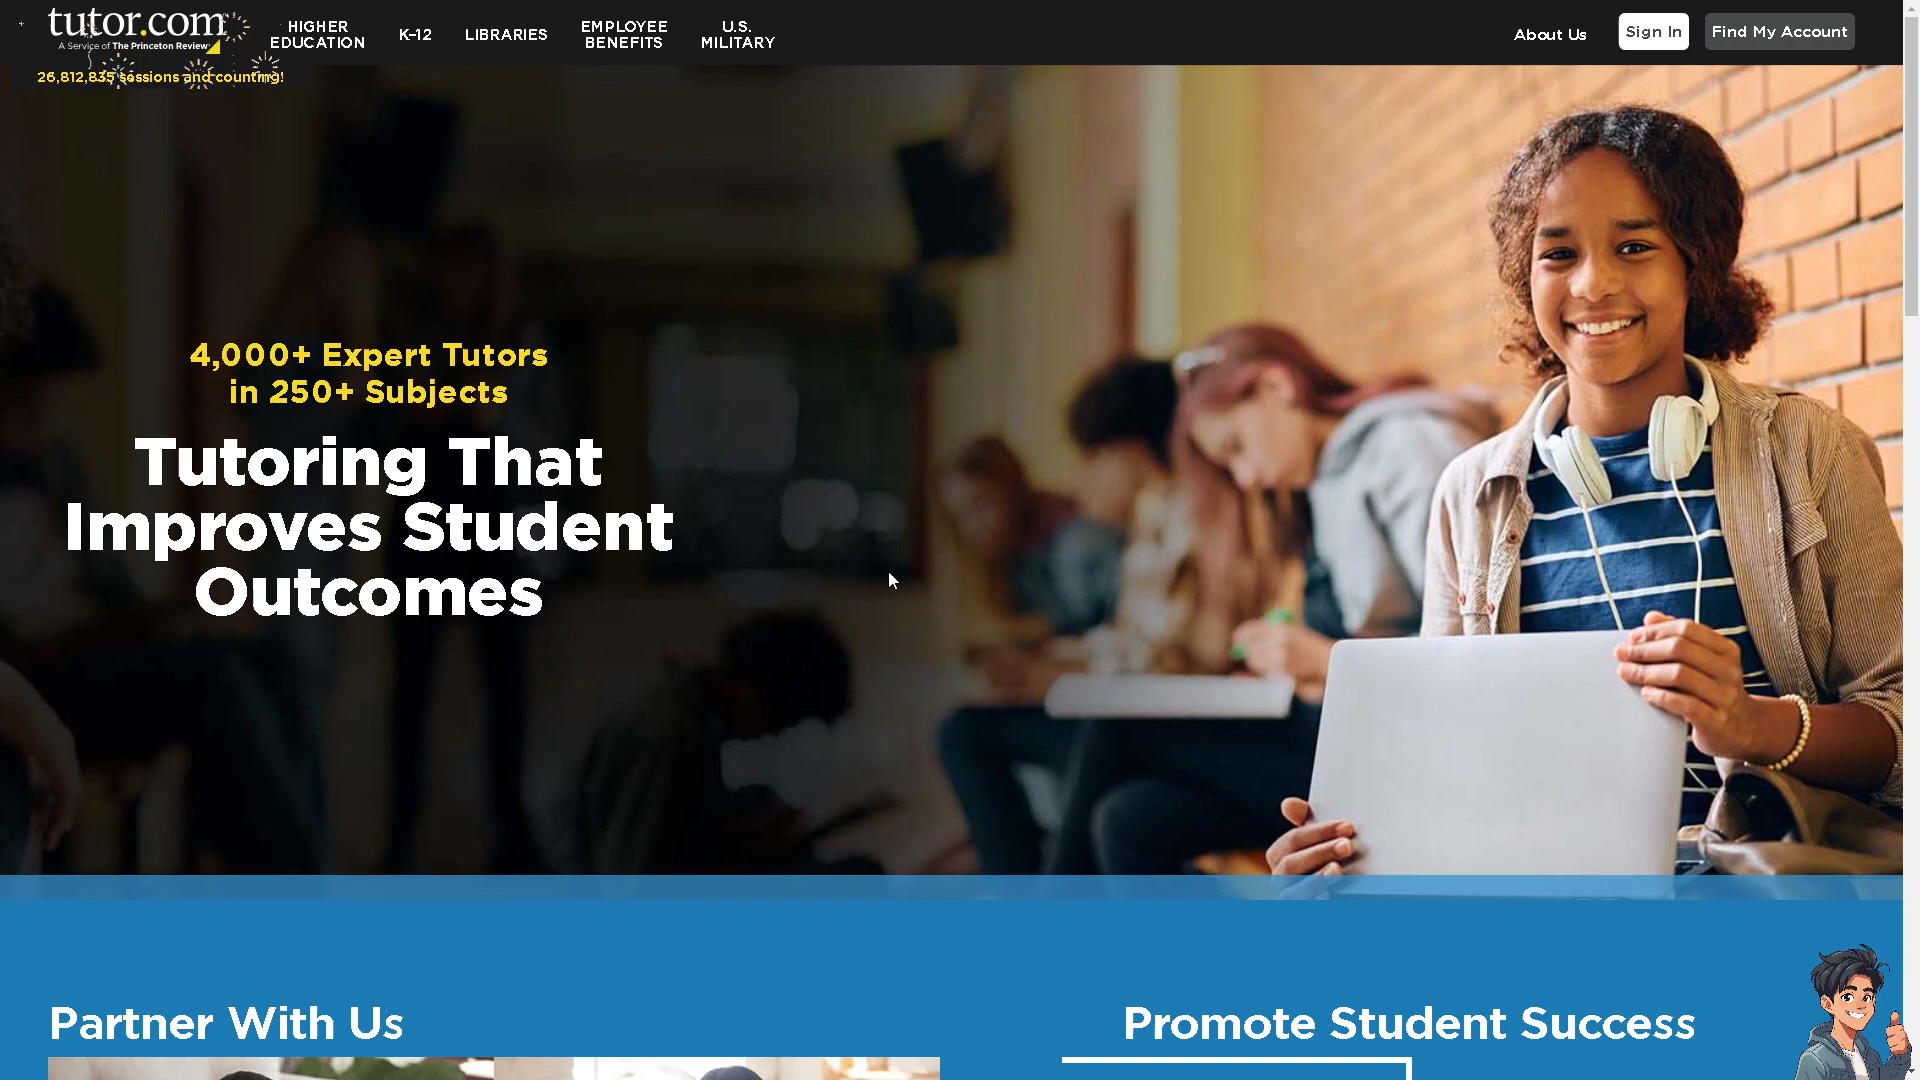 tutor.com
A Service of The Princeton Review
26,812,835 sessions and counting!
HIGHER
EDUCATION
K-12
LIBRARIES
EMPLOYEE
BENEFITS
U.S.
MILITARY
About Us
Sign In
Find My Account
4,000+ Expert Tutors
in 250+ Subjects
Tutoring That
Improves Student
Outcomes
Partner With Us
Promote Student Success